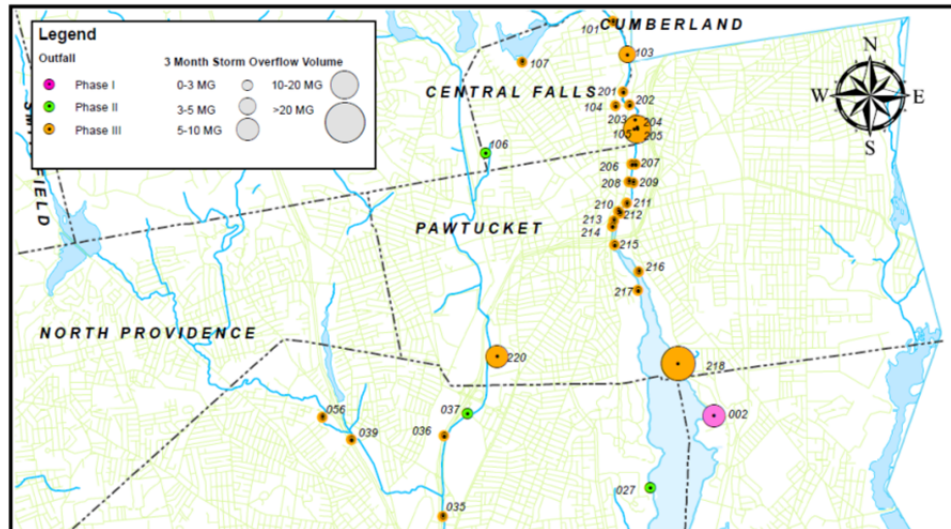 Legend
Outfall
3 Month Storm Overflow Volume
Phase I
0-3 MG
10-20 MG
Phase II
3-5 MG
>20 MG
Phase III
5-10 MG
N
W
E
S
CUMBERLAND
101
103
107
CENTRAL FALLS
201
104
202
203
204
105
205
106
206
207
208
209
SMITHFIELD
210
211
212
213
214
PAWTUCKET
215
216
217
NORTH PROVIDENCE
220
218
056
037
002
039
036
027
035